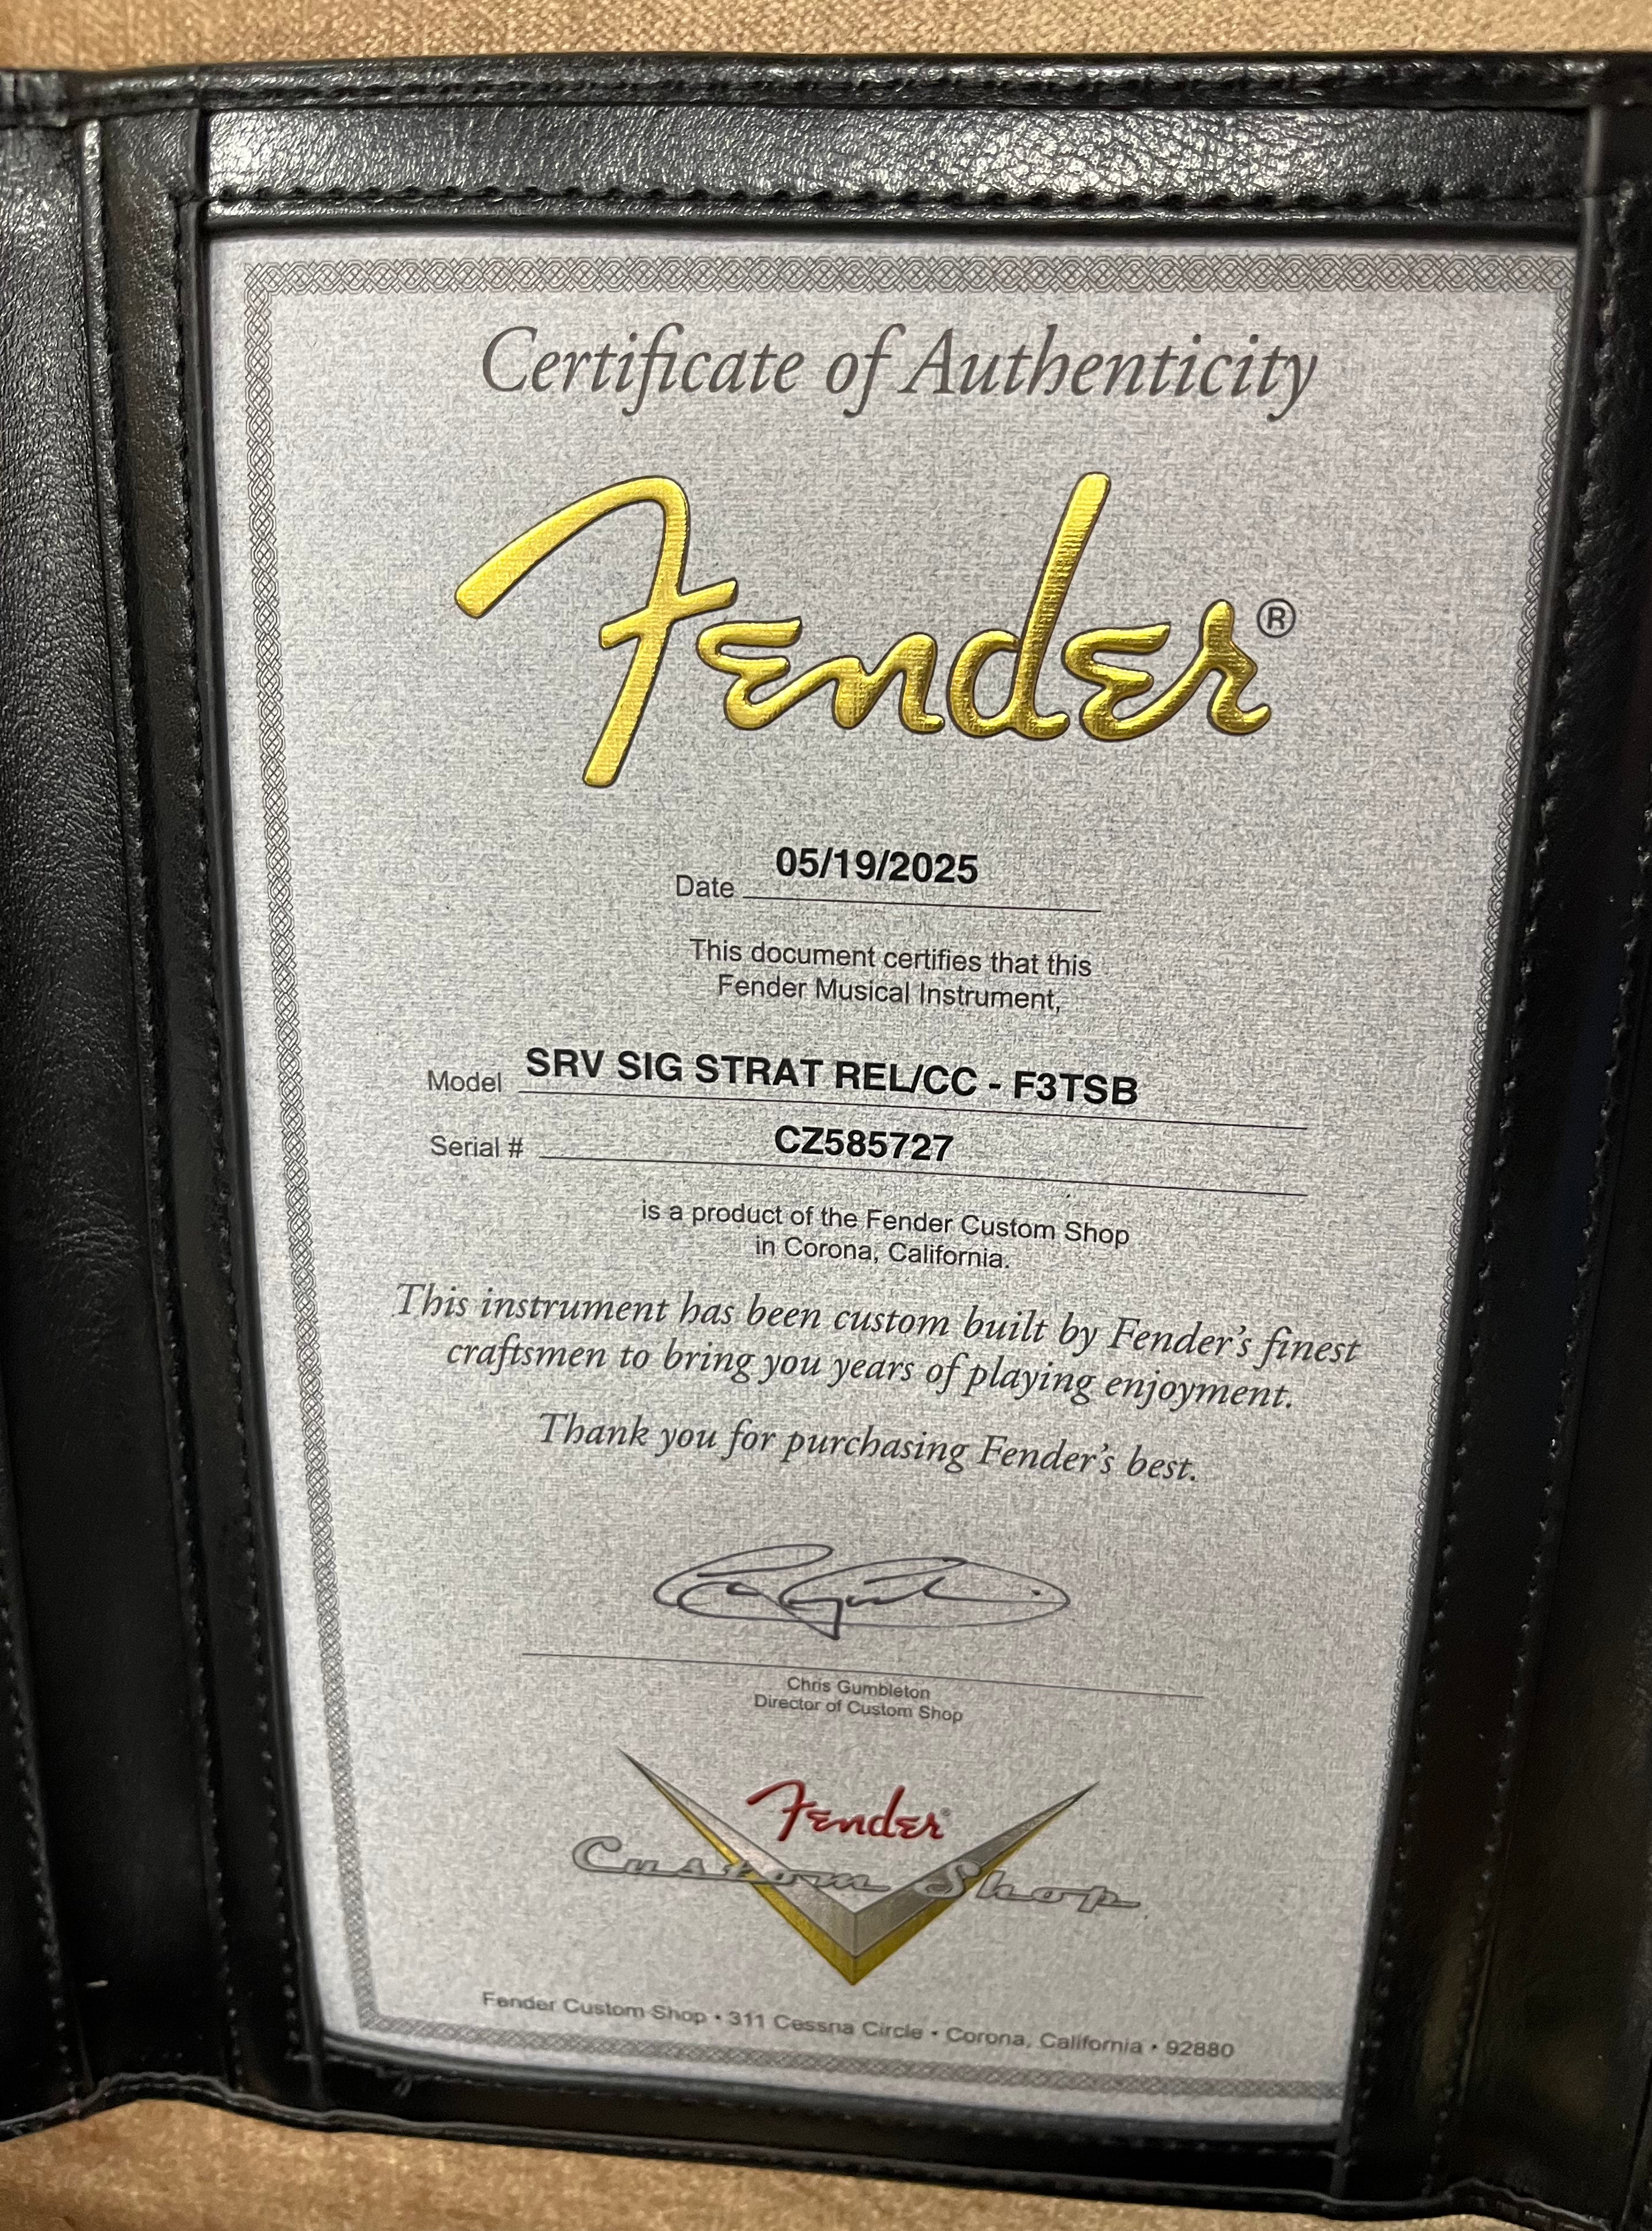 Certificate of Authenticity
Fender®
Date 05/19/2025
This document certifies that this
Fender Musical Instrument,
Model SRV SIG STRAT REL/CC - F3TSB
Serial # CZ585727
is a product of the Fender Custom Shop
in Corona, California.
This instrument has been custom built by Fender's finest
craftsmen to bring you years of playing enjoyment.
Thank you for purchasing Fender's best.
Chris Gumbleton
Director of Custom Shop
Fender®
Custom Shop
Fender Custom Shop • 311 Cessna Circle • Corona, California • 92880